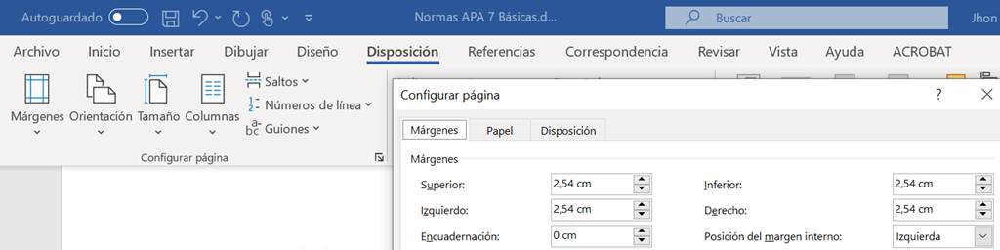 Autoguardado Normas APA 7 Básicas.d... Buscar Jhon
Archivo Inicio Insertar Dibujar Diseño Disposición Referencias Correspondencia Revisar Vista Ayuda ACROBAT
Márgenes Orientación Tamaño Columnas
Saltos
Números de línea
Guiones
Configurar página
Configurar página
Márgenes Papel Disposición
Márgenes
Superior: 2,54 cm Inferior: 2,54 cm
Izquierdo: 2,54 cm Derecho: 2,54 cm
Encuadernación: 0 cm Posición del margen interno: Izquierda